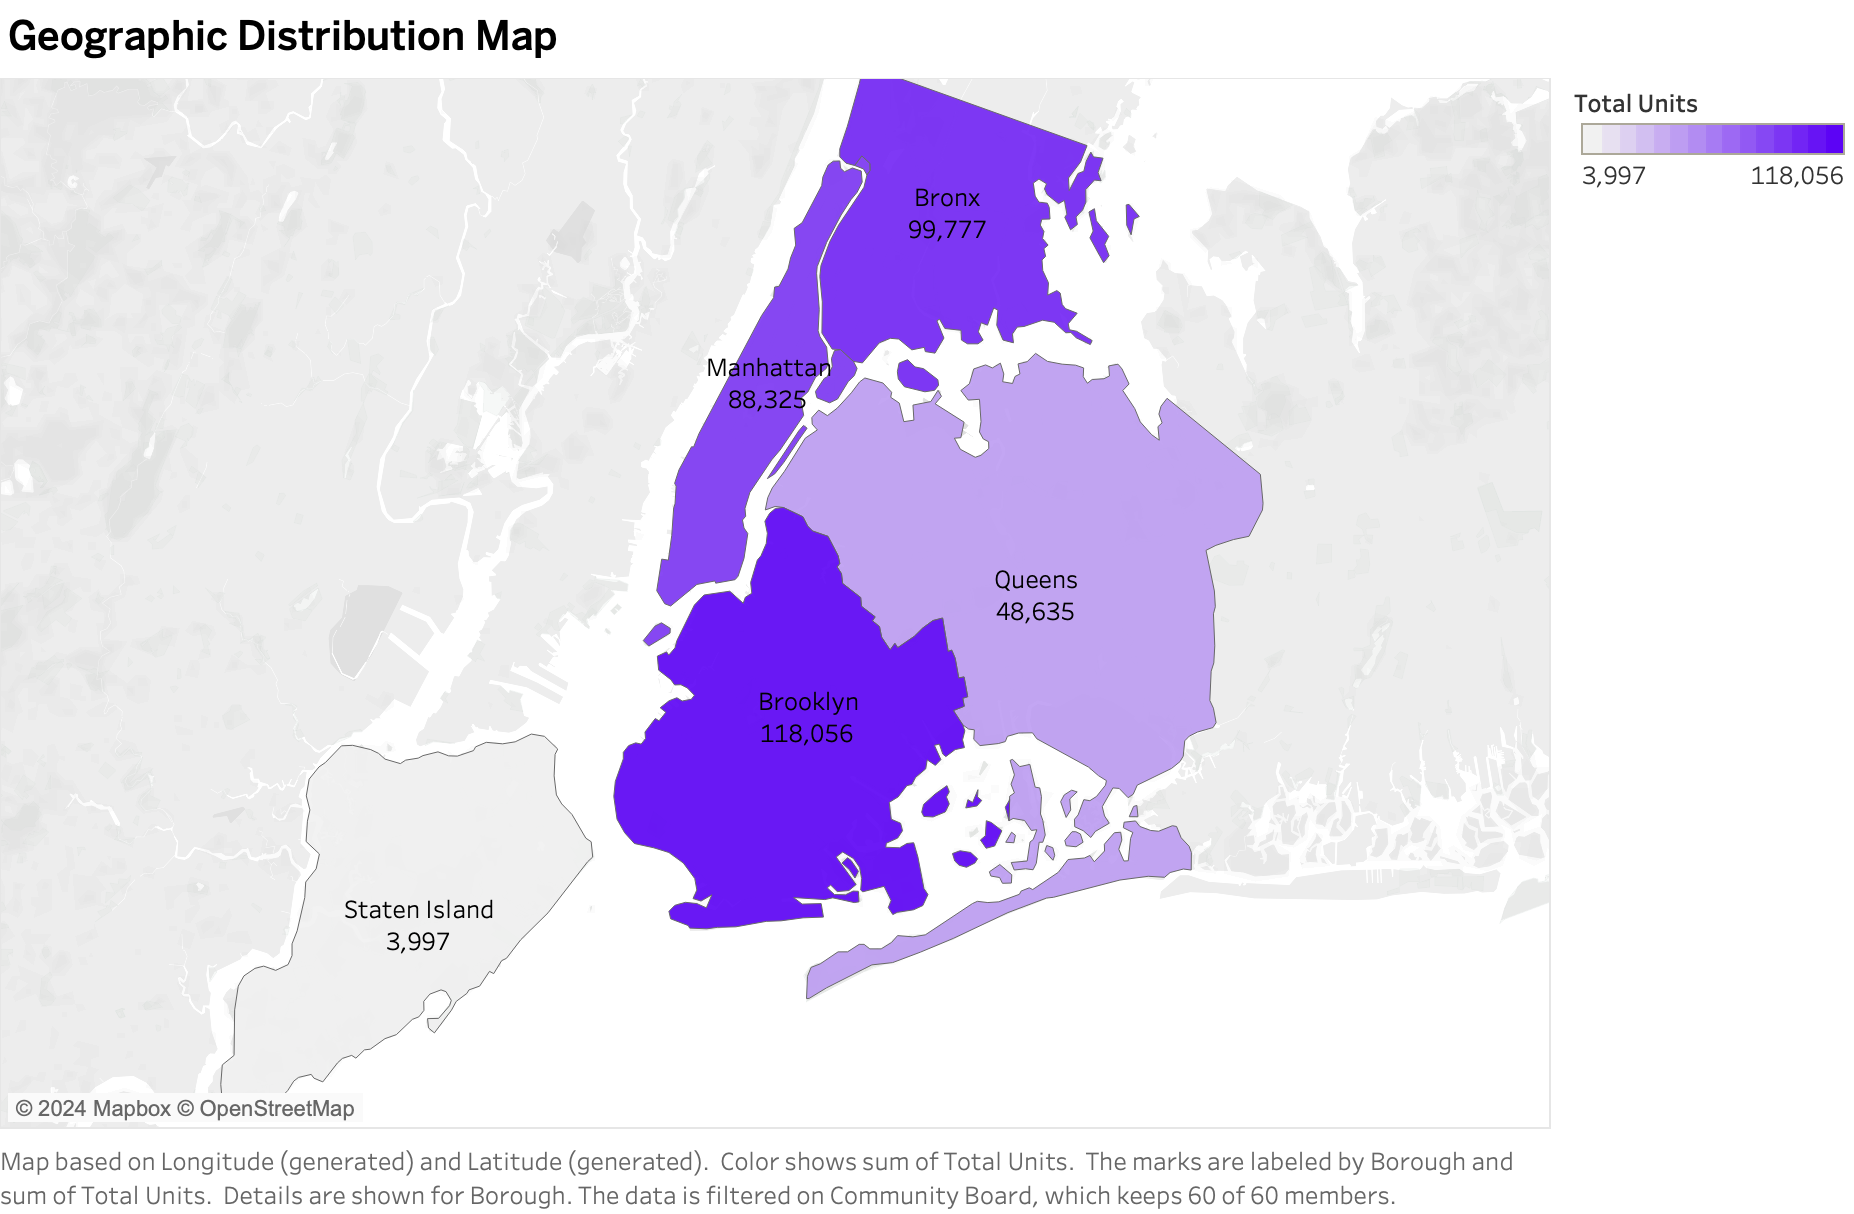 Geographic Distribution Map
Total Units
3,997 118,056
Bronx
99,777
Manhattan
88,325
Queens
48,635
Brooklyn
118,056
Staten Island
3,997
© 2024 Mapbox © OpenStreetMap
Map based on Longitude (generated) and Latitude (generated).  Color shows sum of Total Units.  The marks are labeled by Borough and
sum of Total Units.  Details are shown for Borough. The data is filtered on Community Board, which keeps 60 of 60 members.